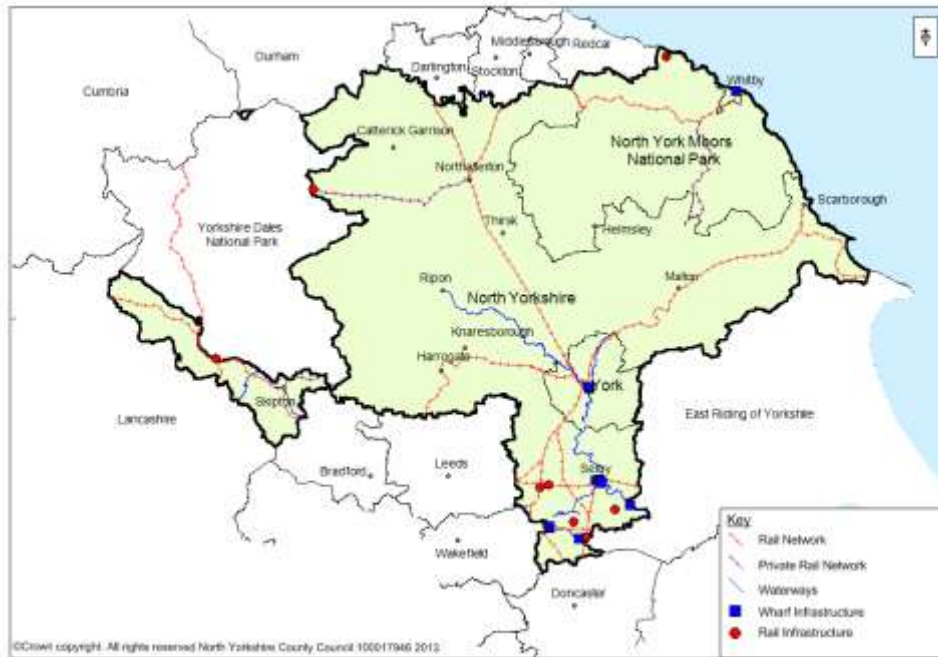 Middlesbrough
Redcar
Durham
Darlington
Stockton
Cumbria
Whitby
Catterick Garrison
North York Moors
National Park
Northallerton
Scarborough
Yorkshire Dales
National Park
Thirsk
Helmsley
Ripon
North Yorkshire
Malton
Knaresborough
Harrogate
York
Skipton
Lancashire
East Riding of Yorkshire
Bradford
Leeds
Selby
Wakefield
Doncaster
Key
Rail Network
Private Rail Network
Waterways
Wharf Infrastructure
Rail Infrastructure
©Crown copyright. All rights reserved North Yorkshire County Council 100017946 2013